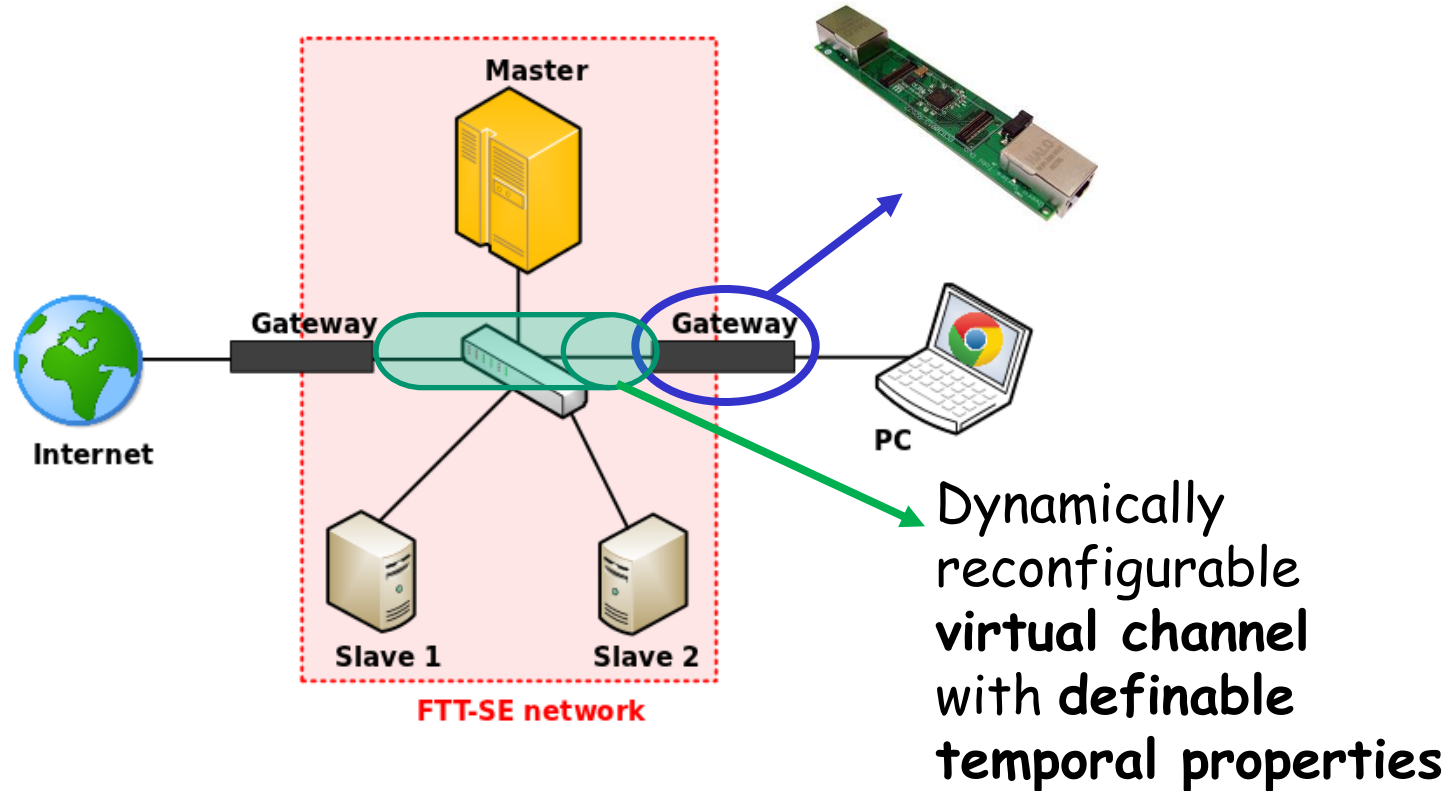 Master
Gateway
Gateway
Internet
PC
Slave 1
Slave 2
FTT-SE network
HALO
Dynamically
reconfigurable
virtual channel
with definable
temporal properties